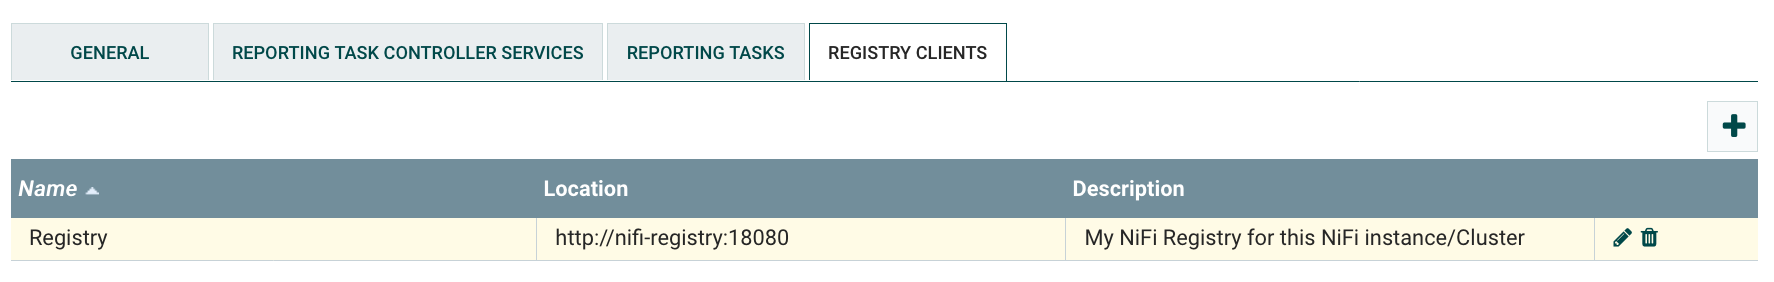 GENERAL REPORTING TASK CONTROLLER SERVICES REPORTING TASKS REGISTRY CLIENTS
Name Location Description
Registry http://nifi-registry:18080 My NiFi Registry for this NiFi instance/Cluster